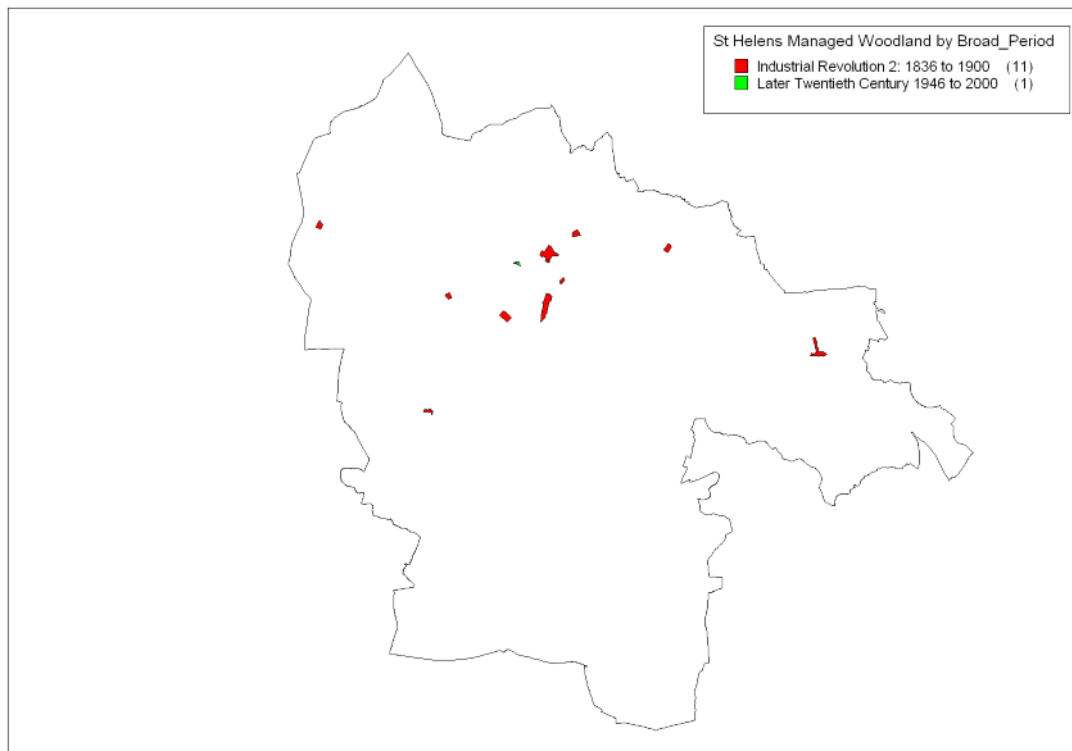 St Helens Managed Woodland by Broad_Period
Industrial Revolution 2: 1836 to 1900 (11)
Later Twentieth Century 1946 to 2000 (1)